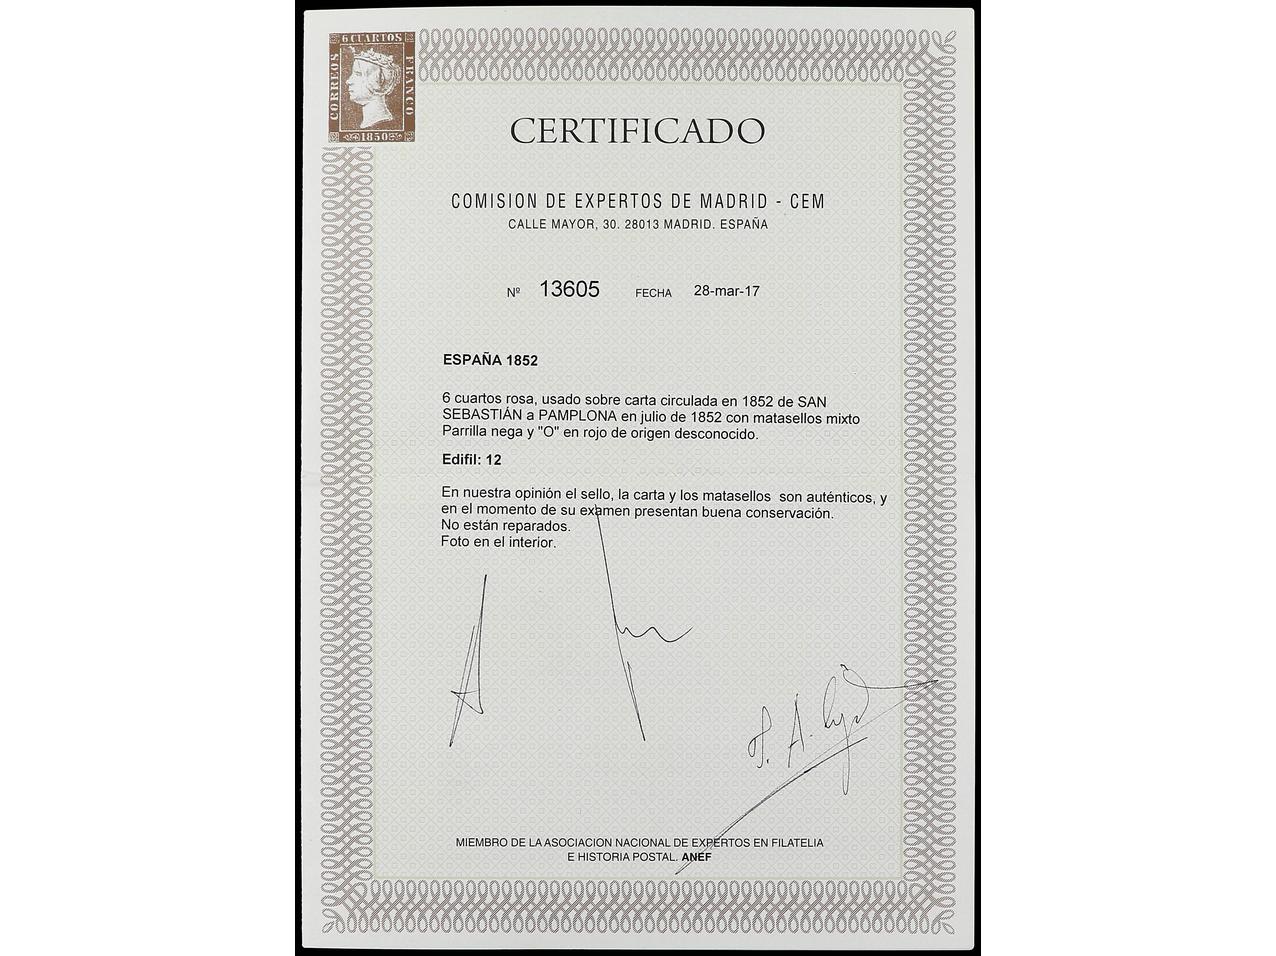 6 CUARTOS
CORREOS
FRANCO
1850
CERTIFICADO
COMISION DE EXPERTOS DE MADRID - CEM
CALLE MAYOR, 30. 28013 MADRID. ESPAÑA
Nº 13605 FECHA 28-mar-17
ESPAÑA 1852
6 cuartos rosa, usado sobre carta circulada en 1852 de SAN
SEBASTIÁN a PAMPLONA en julio de 1852 con matasellos mixto
Parrilla nega y "O" en rojo de origen desconocido.
Edifil: 12
En nuestra opinión el sello, la carta y los matasellos son auténticos, y
en el momento de su examen presentan buena conservación.
No están reparados.
Foto en el interior.
MIEMBRO DE LA ASOCIACION NACIONAL DE EXPERTOS EN FILATELIA
E HISTORIA POSTAL. ANEF